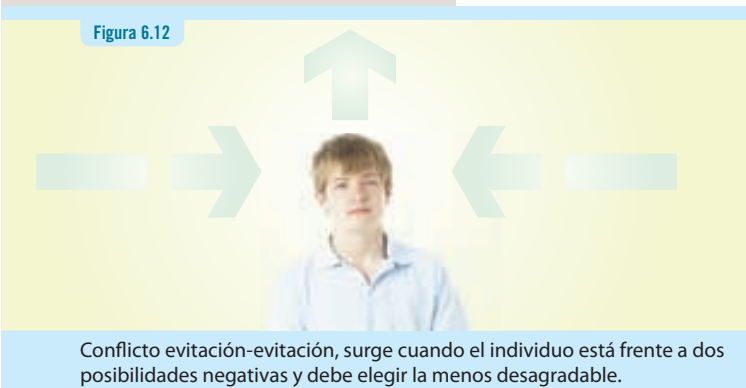 Figura 6.12
Conflicto evitación-evitación, surge cuando el individuo está frente a dos
posibilidades negativas y debe elegir la menos desagradable.